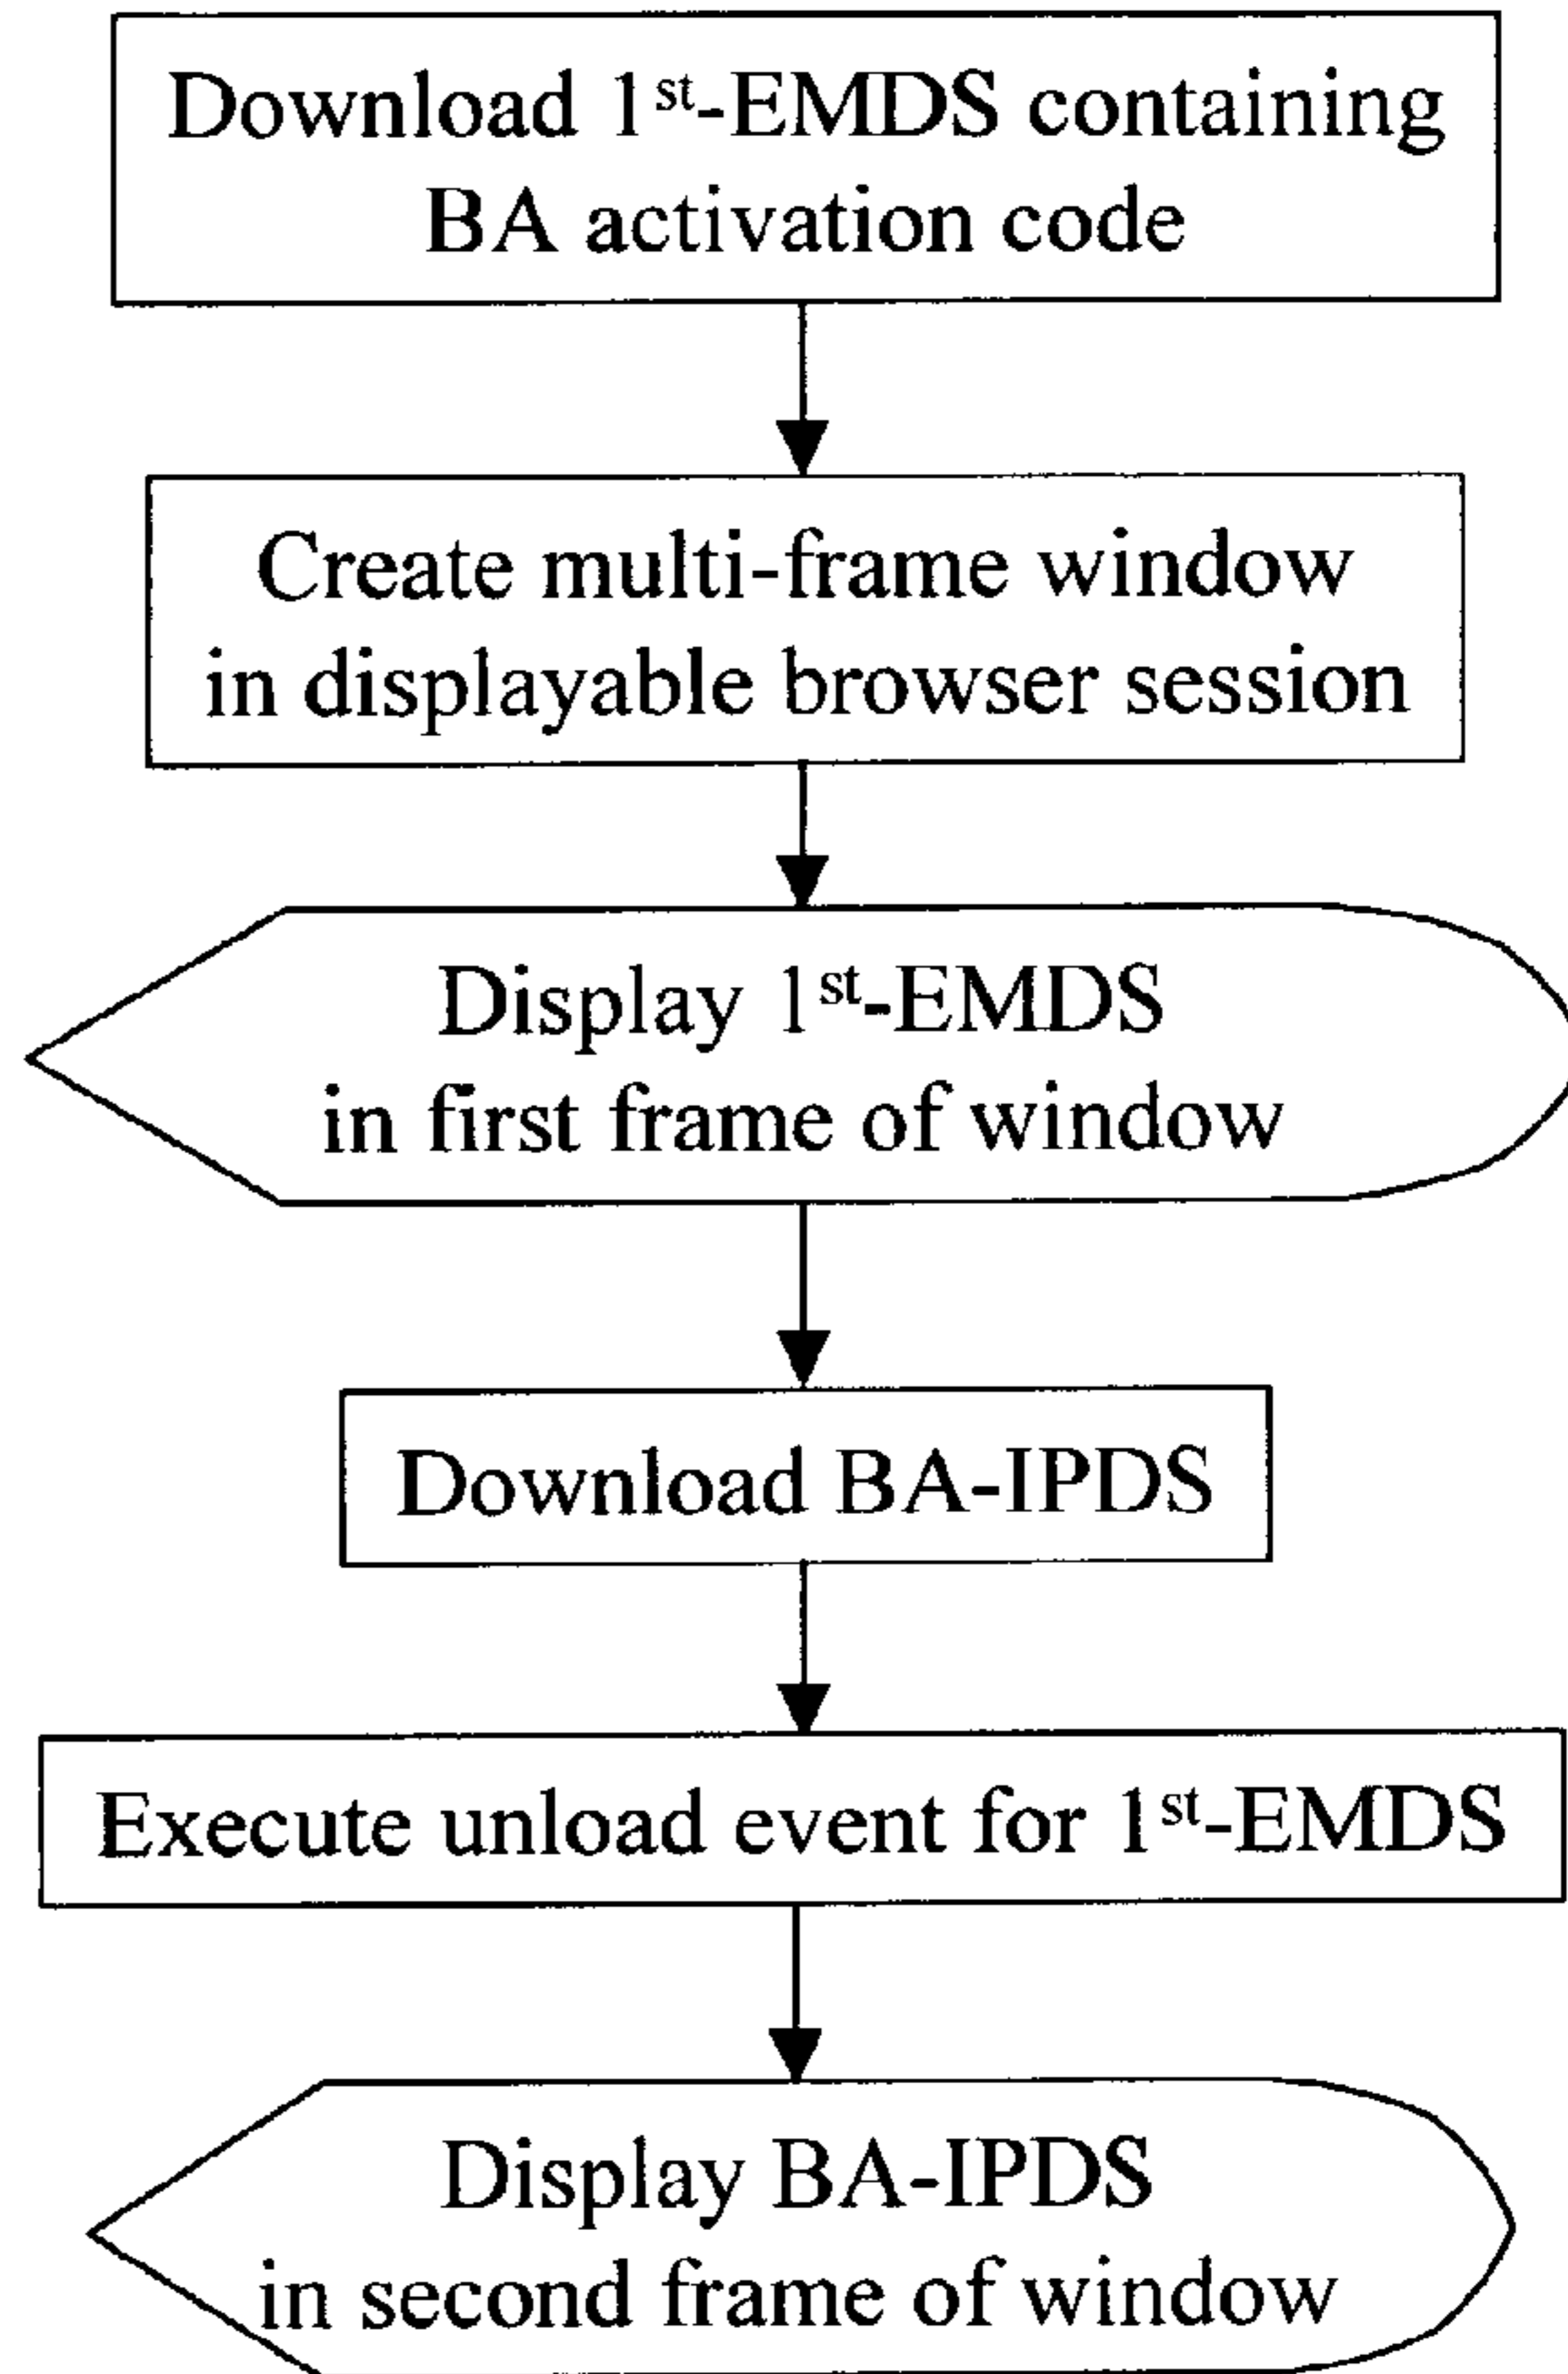 Download 1st-EMDS containing
BA activation code
Create multi-frame window
in displayable browser session
Display 1st-EMDS
in first frame of window
Download BA-IPDS
Execute unload event for 1st-EMDS
Display BA-IPDS
in second frame of window